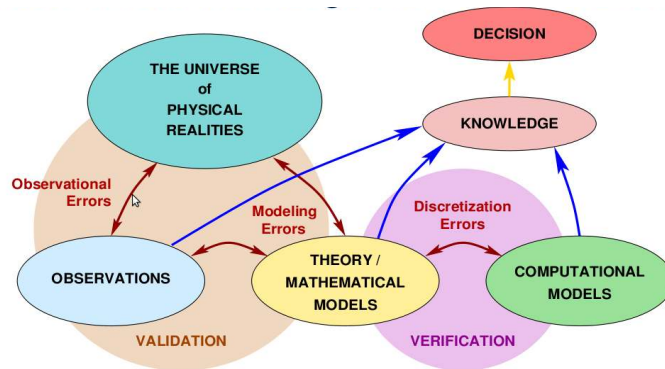 DECISION
THE UNIVERSE
of
PHYSICAL
REALITIES
KNOWLEDGE
Observational
Errors
Modeling
Errors
Discretization
Errors
OBSERVATIONS
THEORY /
MATHEMATICAL
MODELS
COMPUTATIONAL
MODELS
VALIDATION
VERIFICATION